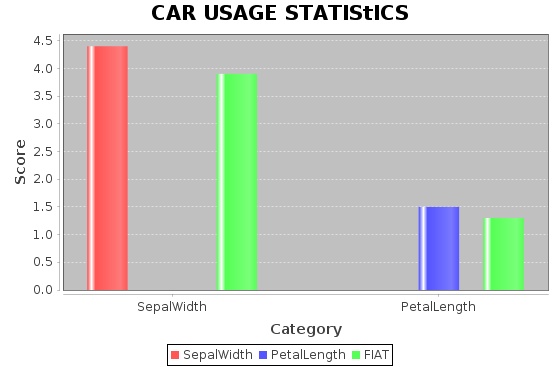 CAR USAGE STATIStICS
4.5
4.0
3.5
3.0
2.5
2.0
1.5
1.0
0.5
0.0
Score
SepalWidth PetalLength
Category
SepalWidth PetalLength FIAT